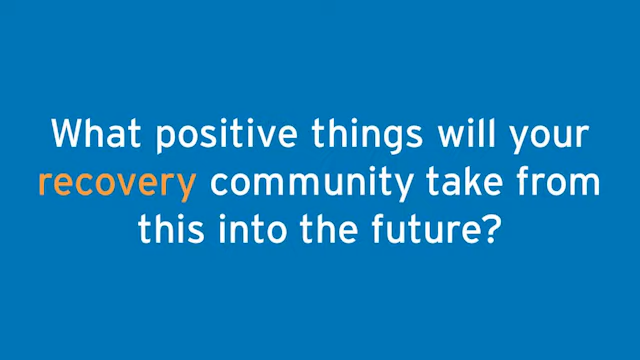 What positive things will your
recovery community take from
this into the future?